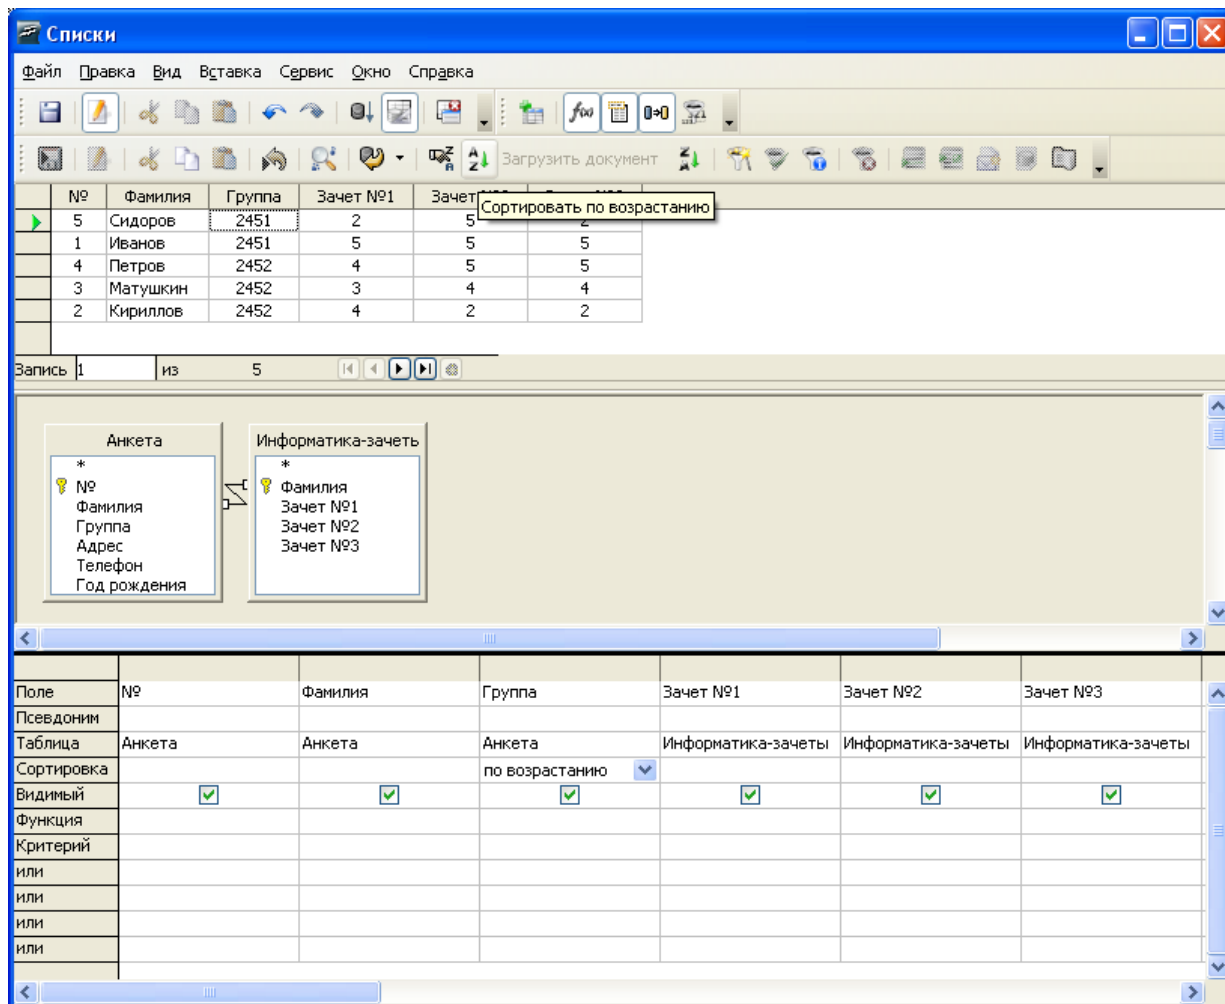 Списки
Файл Правка Вид Вставка Сервис Окно Справка
Загрузить документ
№ Фамилия Группа Зачет №1 Зачет
Сортировать по возрастанию
5 Сидоров 2451 2 5 2
1 Иванов 2451 5 5 5
4 Петров 2452 4 5 5
3 Матушкин 2452 3 4 4
2 Кириллов 2452 4 2 2
Запись 1 из 5
Анкета Информатика-зачеть
* *
№ Фамилия
Фамилия Зачет №1
Группа Зачет №2
Адрес Зачет №3
Телефон
Год рождения
Поле № Фамилия Группа Зачет №1 Зачет №2 Зачет №3
Псевдоним
Таблица Анкета Анкета Анкета Информатика-зачеты Информатика-зачеты Информатика-зачеты
Сортировка по возрастанию
Видимый
Функция
Критерий
или
или
или
или